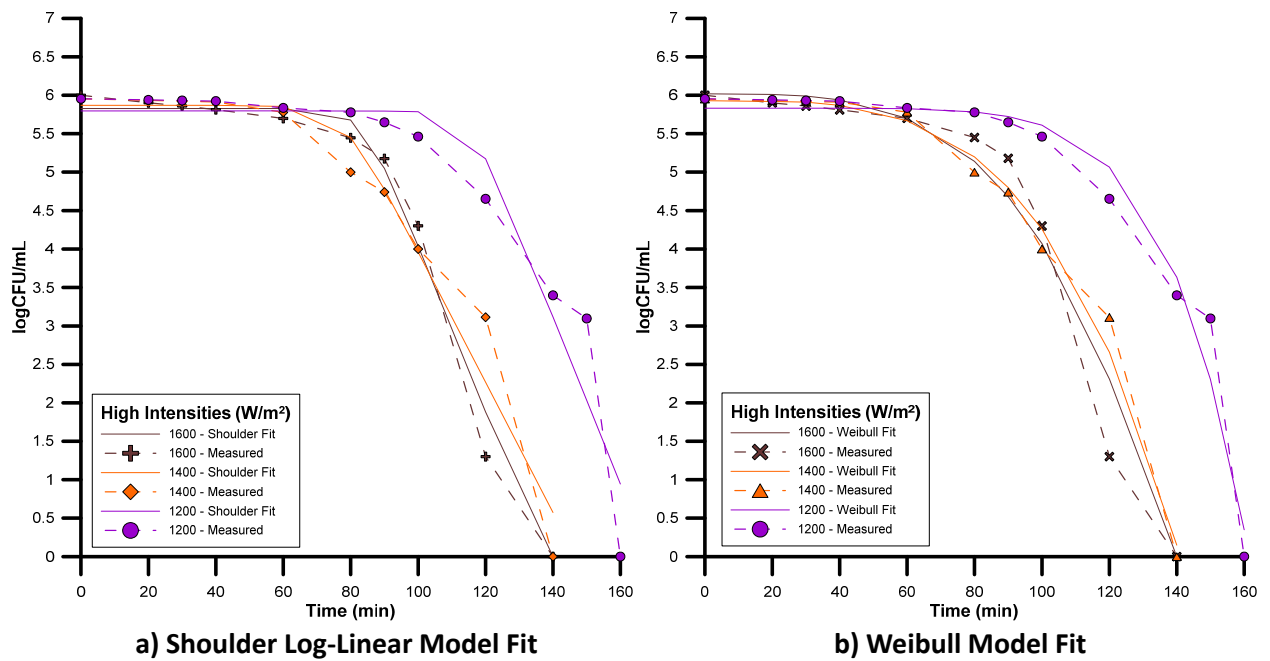 7
6.5
6
5.5
5
4.5
4
3.5
3
2.5
2
1.5
1
0.5
0
logCFU/mL
0 20 40 60 80 100 120 140 160
Time (min)
High Intensities (W/m²)
1600 - Shoulder Fit
1600 - Measured
1400 - Shoulder Fit
1400 - Measured
1200 - Shoulder Fit
1200 - Measured
a) Shoulder Log-Linear Model Fit
7
6.5
6
5.5
5
4.5
4
3.5
3
2.5
2
1.5
1
0.5
0
logCFU/mL
0 20 40 60 80 100 120 140 160
Time (min)
High Intensities (W/m²)
1600 - Weibull Fit
1600 - Measured
1400 - Weibull Fit
1400 - Measured
1200 - Weibull Fit
1200 - Measured
b) Weibull Model Fit